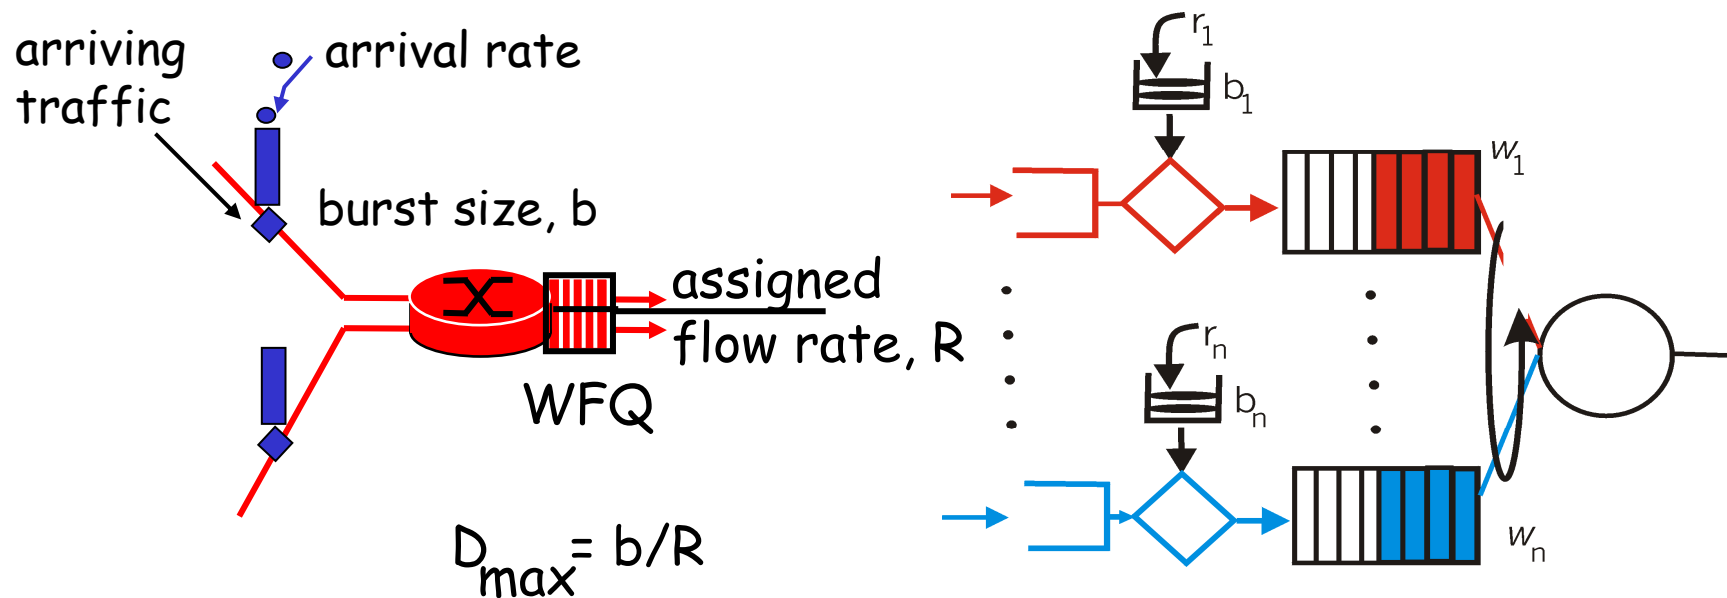 arriving
traffic
arrival rate
burst size, b
assigned
flow rate, R
WFQ
Dmax = b/R
r1
b1
w1
rn
bn
wn